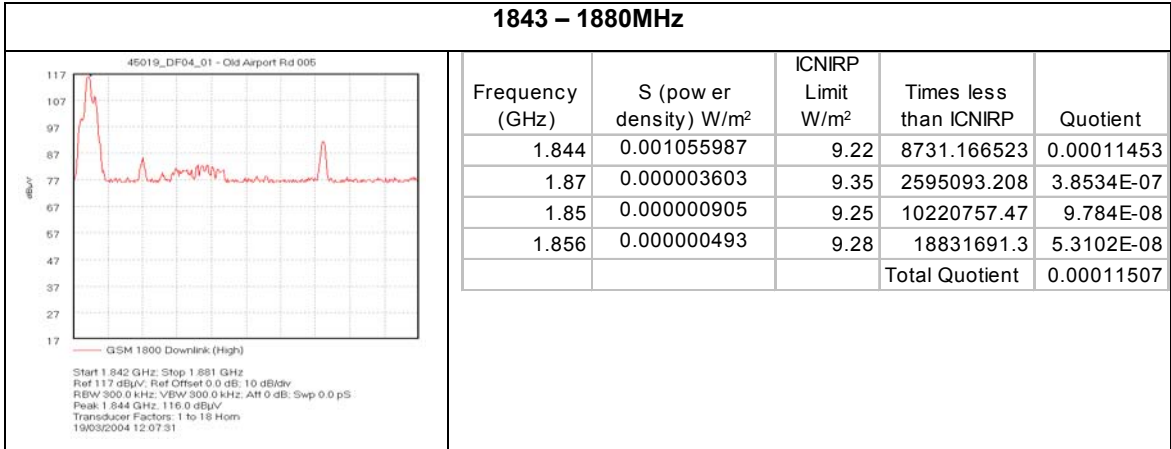 1843 – 1880MHz
45019_DF04_01 - Old Airport Rd 005
117
107
97
87
77
67
57
47
37
27
17
dBµV
GSM 1800 Downlink (High)
Start 1.842 GHz; Stop 1.881 GHz
Ref 117 dBµV; Ref Offset 0.0 dB; 10 dB/div
RBW 300.0 kHz; VBW 300.0 kHz; Att 0 dB; Swp 0.0 pS
Peak 1.844 GHz, 116.0 dBµV
Transducer Factors: 1 to 18 Horn
19/03/2004 12:07:31
Frequency (GHz) S (pow er density) W/m² ICNIRP Limit W/m² Times less than ICNIRP Quotient
1.844 0.001055987 9.22 8731.166523 0.00011453
1.87 0.000003603 9.35 2595093.208 3.8534E-07
1.85 0.000000905 9.25 10220757.47 9.784E-08
1.856 0.000000493 9.28 18831691.3 5.3102E-08
Total Quotient 0.00011507